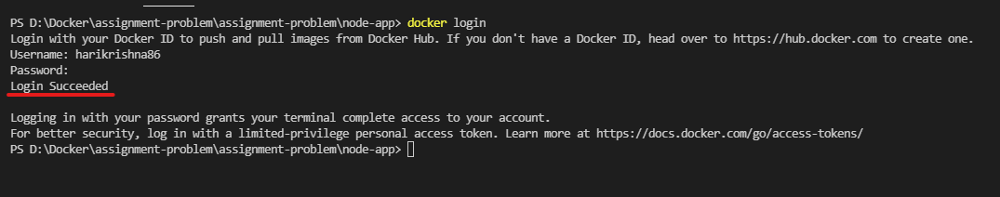 PS D:\Docker\assignment-problem\assignment-problem\node-app> docker login
Login with your Docker ID to push and pull images from Docker Hub. If you don't have a Docker ID, head over to https://hub.docker.com to create one.
Username: harikrishna86
Password:
Login Succeeded
Logging in with your password grants your terminal complete access to your account.
For better security, log in with a limited-privilege personal access token. Learn more at https://docs.docker.com/go/access-tokens/
PS D:\Docker\assignment-problem\assignment-problem\node-app>